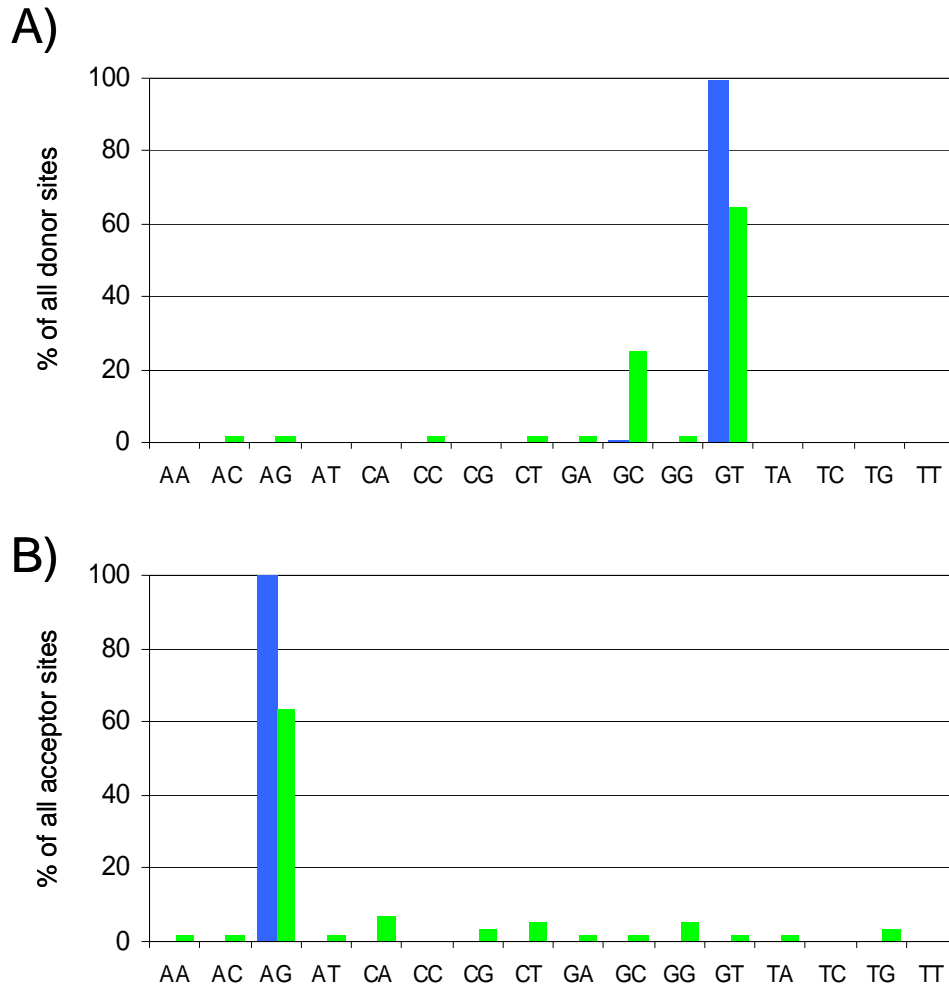 A)
100
80
60
40
20
0
% of all donor sites
AA AC AG AT CA CC CG CT GA GC GG GT TA TC TG TT
B)
100
80
60
40
20
0
% of all acceptor sites
AA AC AG AT CA CC CG CT GA GC GG GT TA TC TG TT